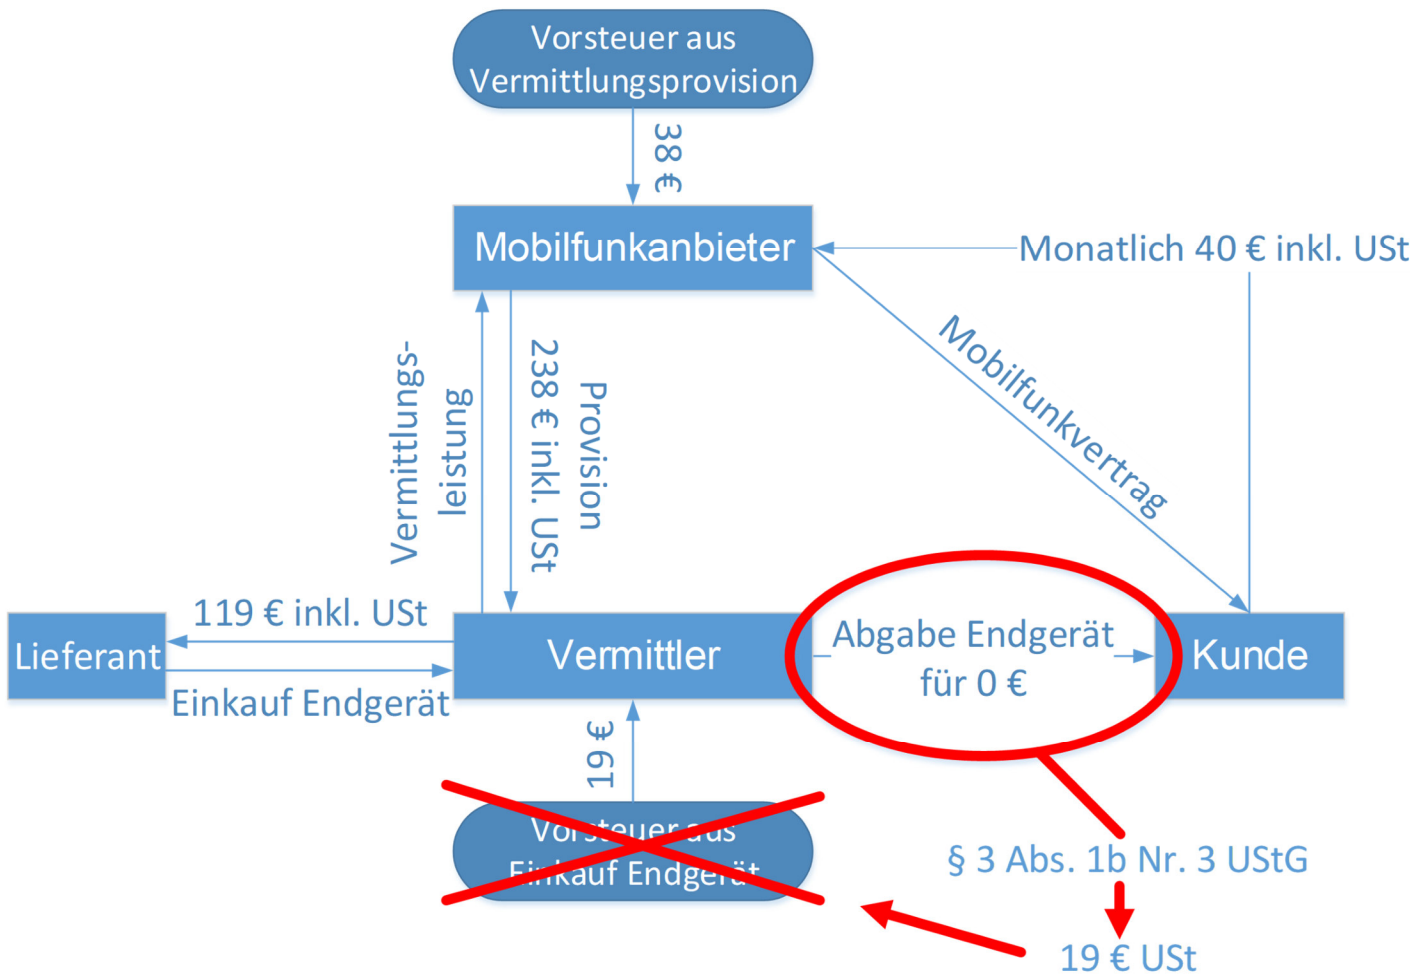 Vorsteuer aus
Vermittlungsprovision
38 €
Mobilfunkanbieter
Monatlich 40 € inkl. USt
Vermittlungs-
leistung
Provision
238 € inkl. USt
Mobilfunkvertrag
119 € inkl. USt
Lieferant
Einkauf Endgerät
Vermittler
Abgabe Endgerät
für 0 €
Kunde
19 €
Vorsteuer aus
Einkauf Endgerät
§ 3 Abs. 1b Nr. 3 UStG
19 € USt